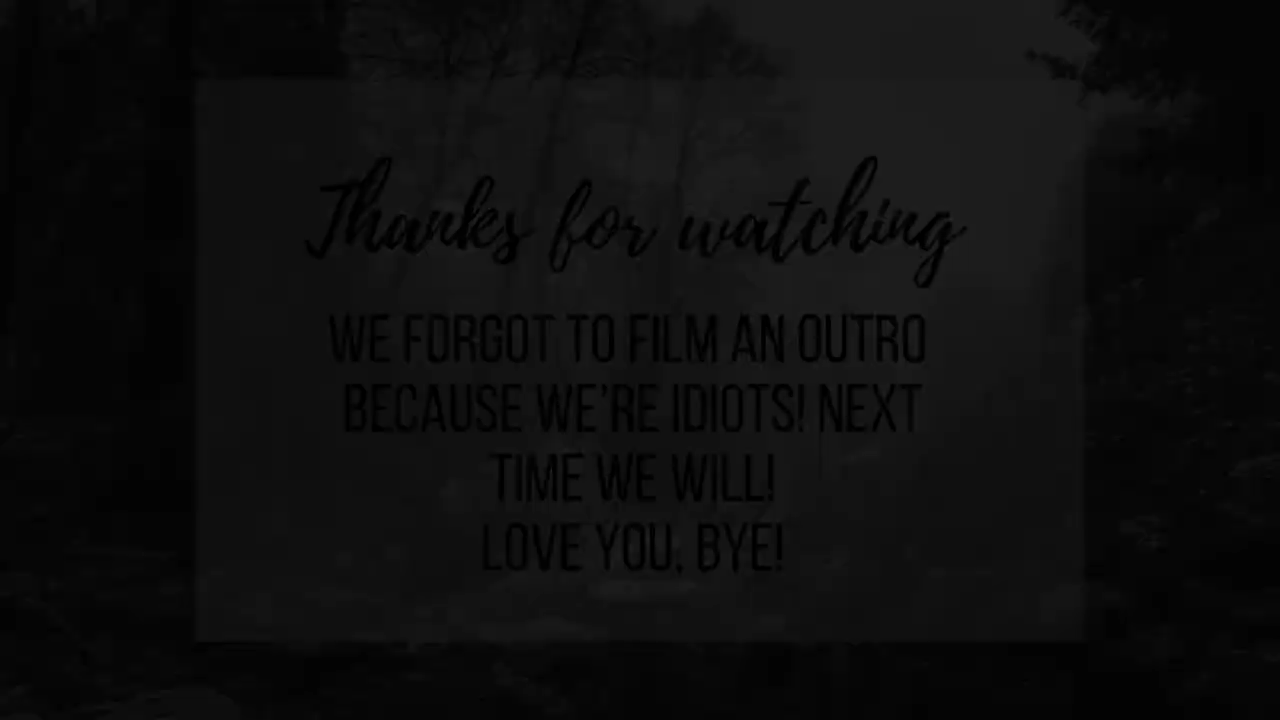 Thanks for watching
WE FORGOT TO FILM AN OUTRO
BECAUSE WE'RE IDIOTS! NEXT
TIME WE WILL!
LOVE YOU, BYE!